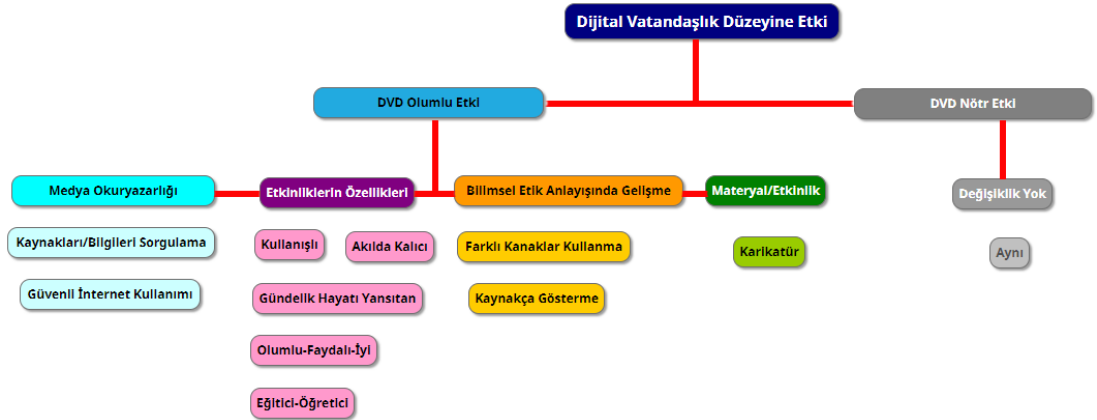 Dijital Vatandaşlık Düzeyine Etki
DVD Olumlu Etki
DVD Nötr Etki
Medya Okuryazarlığı
Etkinliklerin Özellikleri
Bilimsel Etik Anlayışında Gelişme
Materyal/Etkinlik
Değişiklik Yok
Kaynakları/Bilgileri Sorgulama
Kullanışlı
Akılda Kalıcı
Farklı Kanaklar Kullanma
Karikatür
Aynı
Güvenli İnternet Kullanımı
Gündelik Hayatı Yansıtan
Kaynakça Gösterme
Olumlu-Faydalı-İyi
Eğitici-Öğretici